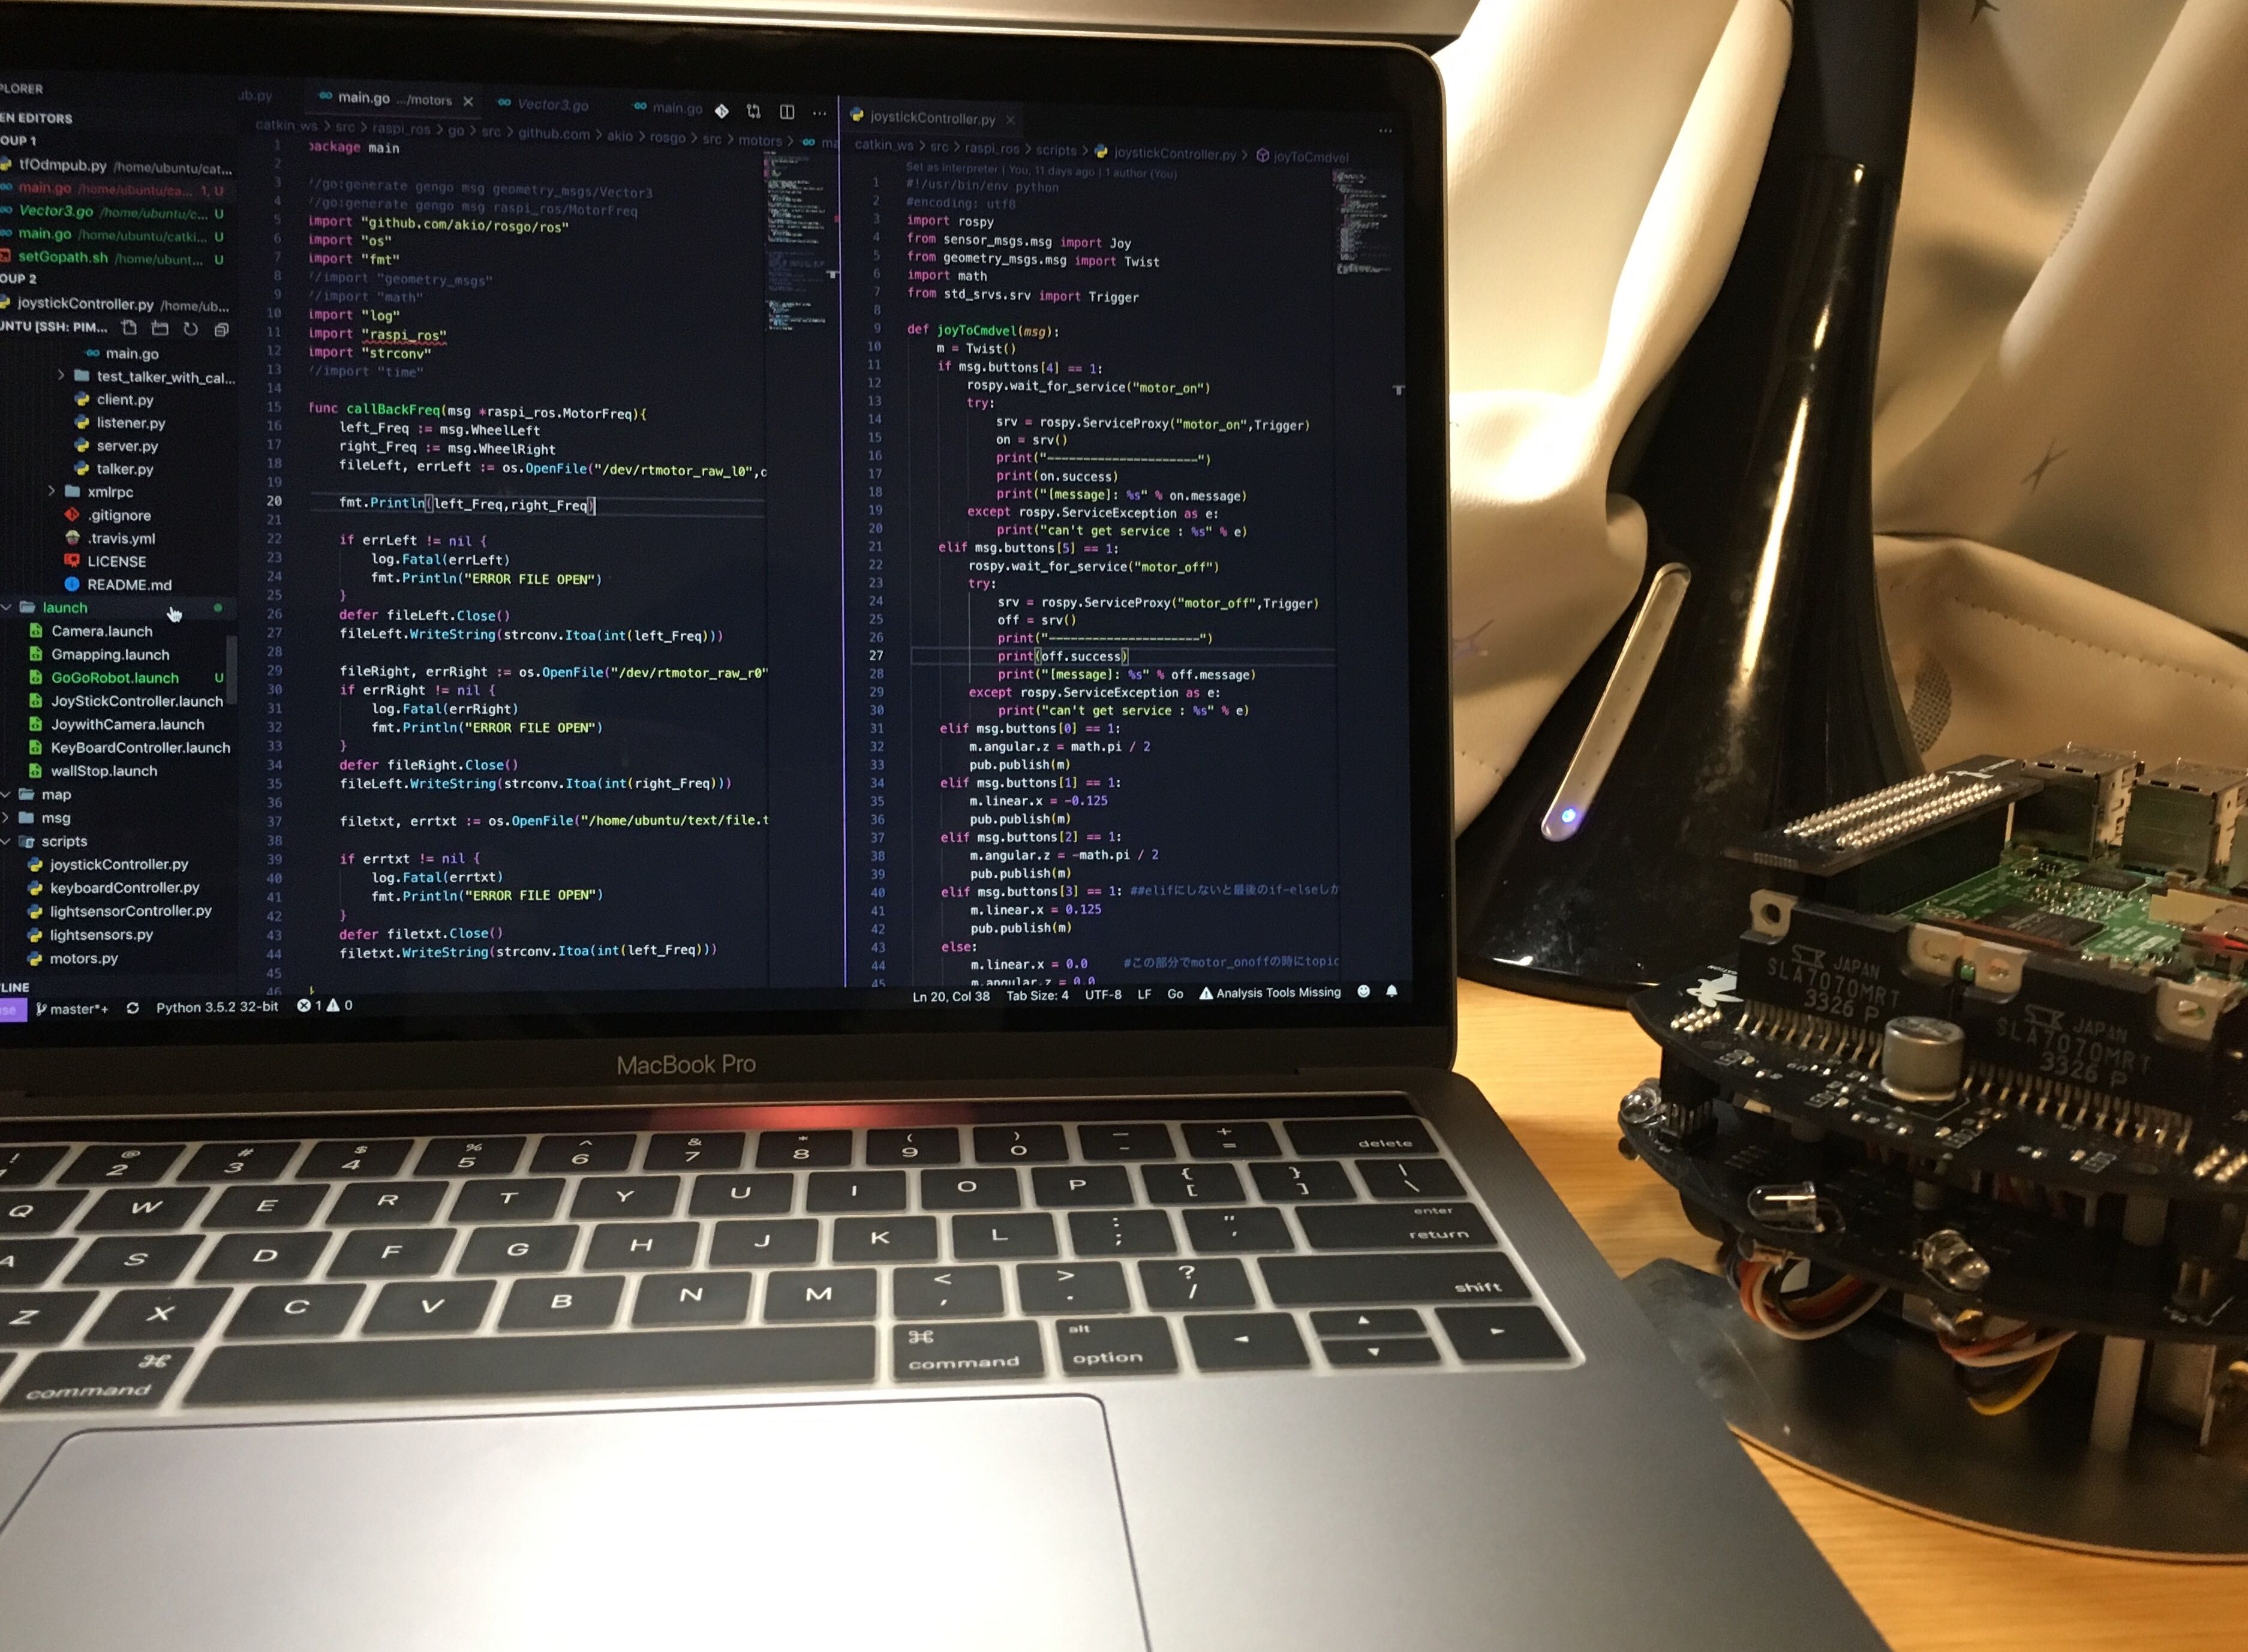 PLORER
EN EDITORS
OUP 1
tfOdmpub.py /home/ubuntu/cat...
main.go /home/ubuntu/ca... 1, U
Vector3.go /home/ubuntu/c... U
main.go /home/ubuntu/catki... U
setGopath.sh /home/ubunt... U
OUP 2
joystickController.py /home/ub...
UNTU [SSH: PIM...
main.go
test_talker_with_cal...
client.py
listener.py
server.py
talker.py
xmlrpc
.gitignore
.travis.yml
LICENSE
README.md
launch
Camera.launch
Gmapping.launch
GoGoRobot.launch U
JoyStickController.launch
JoywithCamera.launch
KeyBoardController.launch
wallStop.launch
map
msg
scripts
joystickController.py
keyboardController.py
lightsensorController.py
lightsensors.py
motors.py
TLINE
ub.py main.go .../motors Vector3.go main.go ...
catkin_ws > src > raspi_ros > go > src > github.com > akio > rosgo > src > motors > ma
1 package main
2
3 //go:generate gengo msg geometry_msgs/Vector3
4 //go:generate gengo msg raspi_ros/MotorFreq
5 import "github.com/akio/rosgo/ros"
6 import "os"
7 import "fmt"
8 //import "geometry_msgs"
9 //import "math"
10 import "log"
11 import "raspi_ros"
12 import "strconv"
13 //import "time"
14
15 func callBackFreq(msg *raspi_ros.MotorFreq){
16 left_Freq := msg.WheelLeft
17 right_Freq := msg.WheelRight
18 fileLeft, errLeft := os.OpenFile("/dev/rtmotor_raw_l0",o
19
20 fmt.Println(left_Freq,right_Freq)
21
22 if errLeft != nil {
23 log.Fatal(errLeft)
24 fmt.Println("ERROR FILE OPEN")
25 }
26 defer fileLeft.Close()
27 fileLeft.WriteString(strconv.Itoa(int(left_Freq)))
28
29 fileRight, errRight := os.OpenFile("/dev/rtmotor_raw_r0"
30 if errRight != nil {
31 log.Fatal(errRight)
32 fmt.Println("ERROR FILE OPEN")
33 }
34 defer fileRight.Close()
35 fileLeft.WriteString(strconv.Itoa(int(right_Freq)))
36
37 filetxt, errtxt := os.OpenFile("/home/ubuntu/text/file.t
38
39 if errtxt != nil {
40 log.Fatal(errtxt)
41 fmt.Println("ERROR FILE OPEN")
42 }
43 defer filetxt.Close()
44 filetxt.WriteString(strconv.Itoa(int(left_Freq)))
45
46 }
joystickController.py ...
catkin_ws > src > raspi_ros > scripts > joystickController.py > joyToCmdvel
Set as interpreter | You, 11 days ago | 1 author (You)
1 #!/usr/bin/env python
2 #encoding: utf8
3 import rospy
4 from sensor_msgs.msg import Joy
5 from geometry_msgs.msg import Twist
6 import math
7 from std_srvs.srv import Trigger
8
9 def joyToCmdvel(msg):
10 m = Twist()
11 if msg.buttons[4] == 1:
12 rospy.wait_for_service("motor_on")
13 try:
14 srv = rospy.ServiceProxy("motor_on",Trigger)
15 on = srv()
16 print("----------------------")
17 print(on.success)
18 print("[message]: %s" % on.message)
19 except rospy.ServiceException as e:
20 print("can't get service : %s" % e)
21 elif msg.buttons[5] == 1:
22 rospy.wait_for_service("motor_off")
23 try:
24 srv = rospy.ServiceProxy("motor_off",Trigger)
25 off = srv()
26 print("----------------------")
27 print(off.success)
28 print("[message]: %s" % off.message)
29 except rospy.ServiceException as e:
30 print("can't get service : %s" % e)
31 elif msg.buttons[0] == 1:
32 m.angular.z = math.pi / 2
33 pub.publish(m)
34 elif msg.buttons[1] == 1:
35 m.linear.x = -0.125
36 pub.publish(m)
37 elif msg.buttons[2] == 1:
38 m.angular.z = -math.pi / 2
39 pub.publish(m)
40 elif msg.buttons[3] == 1: ##elifにしないと最後のif-elseしか
41 m.linear.x = 0.125
42 pub.publish(m)
43 else:
44 m.linear.x = 0.0 #この部分でmotor_onoffの時にtopic
45 m.angular.z = 0.0
master*+ Python 3.5.2 32-bit 1 0 Ln 20, Col 38 Tab Size: 4 UTF-8 LF Go Analysis Tools Missing
MacBook Pro
! @ 2 # 3 $ 4 % 5 ^ 6 & 7 * 8 ( 9 ) 0 _ - + = delete
Q W E R T Y U I O P { [ } ] | \
A S D F G H J K L : ; " ' enter return
Z X C V B N M < , > . ? / shift
⌘ command ⌘ command alt option ◀ ▲ ▼ ►
JAPAN
SLA7070MRT
3326 P
JAPAN
SLA7070MRT
3326 P